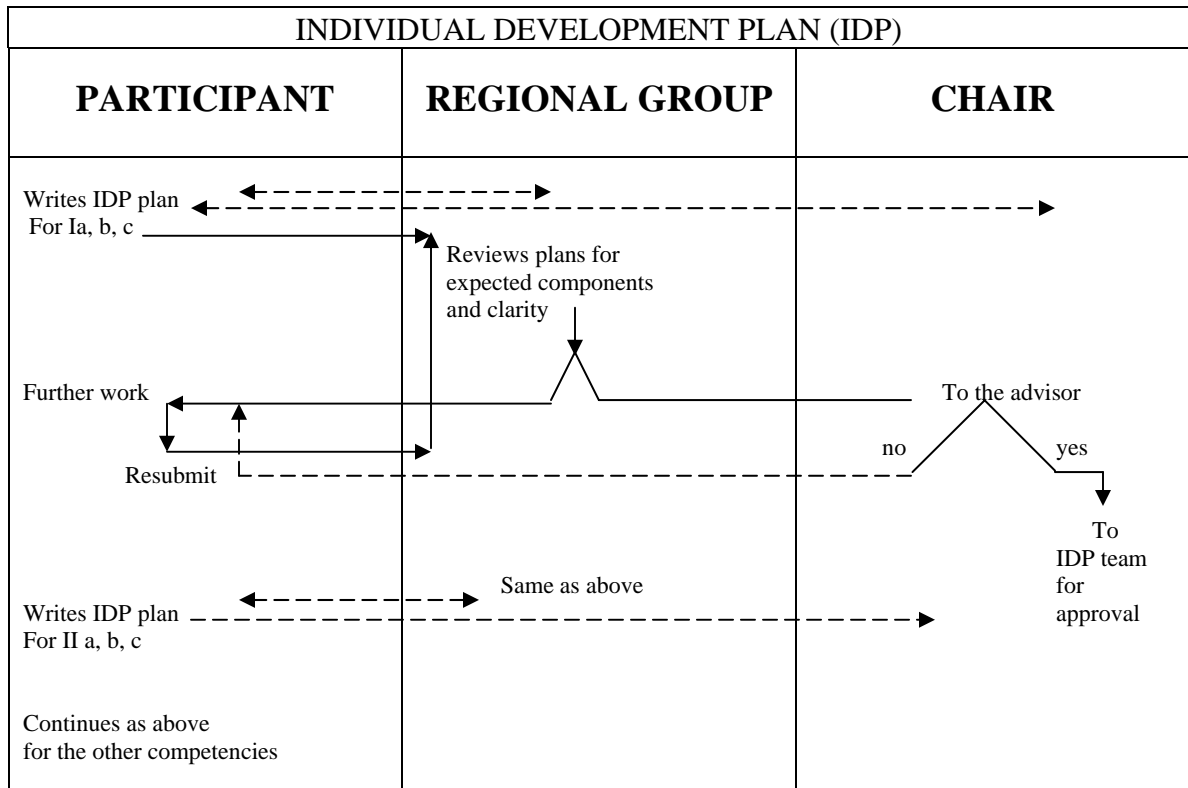 INDIVIDUAL DEVELOPMENT PLAN (IDP)
PARTICIPANT
REGIONAL GROUP
CHAIR
Writes IDP plan
For Ia, b, c
Reviews plans for
expected components
and clarity
Further work
To the advisor
no
yes
Resubmit
To
IDP team
for
approval
Same as above
Writes IDP plan
For II a, b, c
Continues as above
for the other competencies